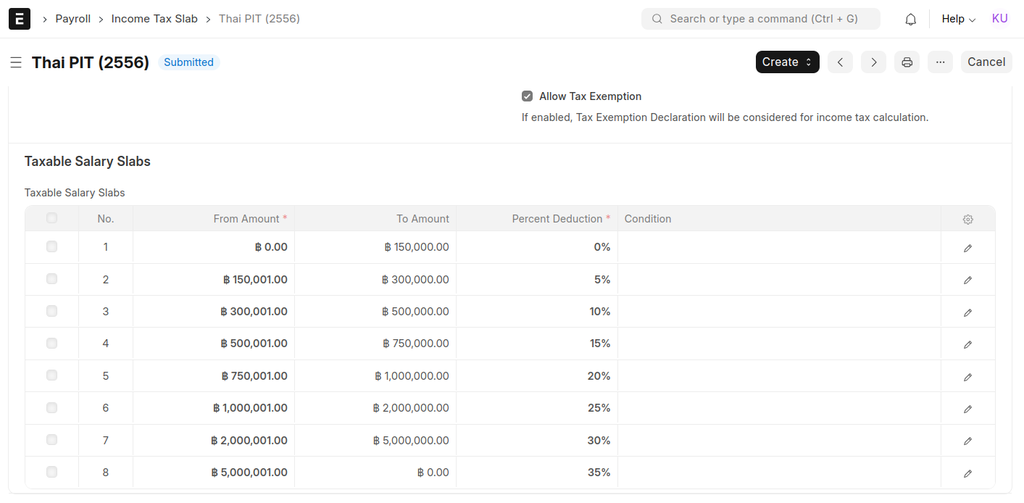 E Payroll Income Tax Slab Thai PIT (2556) Search or type a command (Ctrl + G) Help KU
Thai PIT (2556) Submitted Create ... Cancel
Allow Tax Exemption
If enabled, Tax Exemption Declaration will be considered for income tax calculation.
Taxable Salary Slabs
Taxable Salary Slabs
No. From Amount * To Amount Percent Deduction * Condition
1 ฿ 0.00 ฿ 150,000.00 0%
2 ฿ 150,001.00 ฿ 300,000.00 5%
3 ฿ 300,001.00 ฿ 500,000.00 10%
4 ฿ 500,001.00 ฿ 750,000.00 15%
5 ฿ 750,001.00 ฿ 1,000,000.00 20%
6 ฿ 1,000,001.00 ฿ 2,000,000.00 25%
7 ฿ 2,000,001.00 ฿ 5,000,000.00 30%
8 ฿ 5,000,001.00 ฿ 0.00 35%